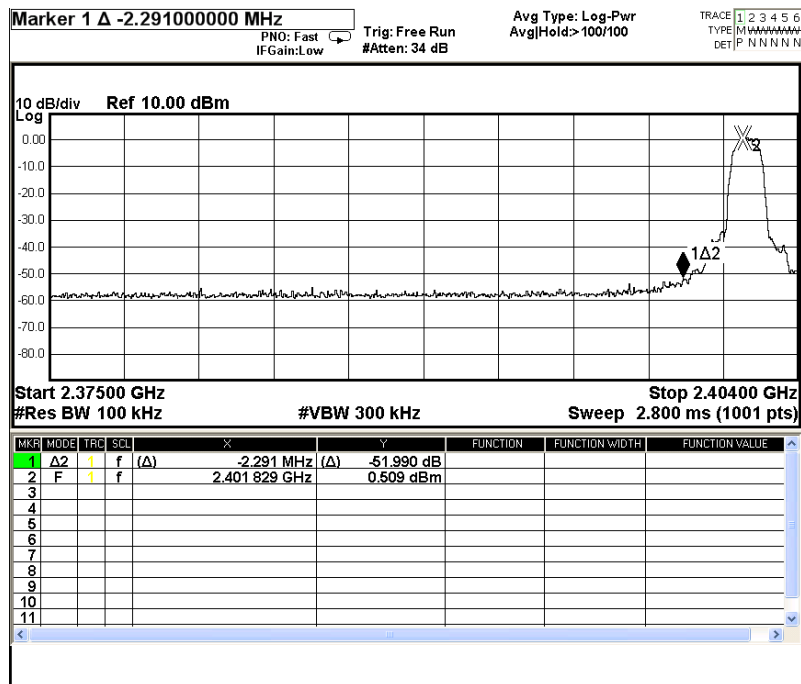 Marker 1 Δ -2.291000000 MHz
PNO: Fast
IFGain:Low
Trig: Free Run
#Atten: 34 dB
Avg Type: Log-Pwr
Avg|Hold:>100/100
TRACE 1 2 3 4 5 6
TYPE M
DET P N N N N N
10 dB/div Ref 10.00 dBm
Log
0.00
-10.0
-20.0
-30.0
-40.0
-50.0
-60.0
-70.0
-80.0
2
1Δ2
Start 2.37500 GHz Stop 2.40400 GHz
#Res BW 100 kHz #VBW 300 kHz Sweep 2.800 ms (1001 pts)
MKR MODE TRC SCL X Y FUNCTION FUNCTION WIDTH FUNCTION VALUE
1 Δ2 1 f (Δ) -2.291 MHz (Δ) -51.990 dB
2 F 1 f 2.401 829 GHz 0.509 dBm
3
4
5
6
7
8
9
10
11